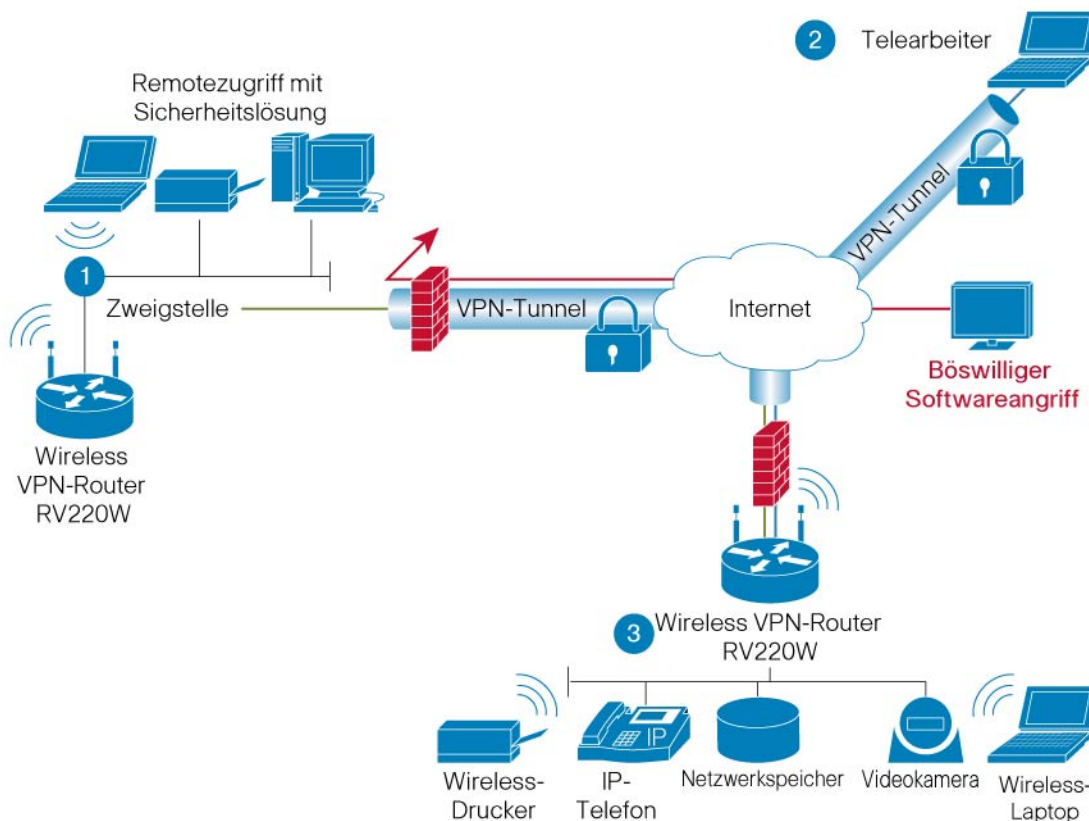 2
Telearbeiter
Remotezugriff mit
Sicherheitslösung
VPN-Tunnel
1
Zweigstelle
VPN-Tunnel
Internet
Böswilliger
Softwareangriff
Wireless
VPN-Router
RV220W
3
Wireless VPN-Router
RV220W
IP
Wireless-
Drucker
IP-
Telefon
Netzwerkspeicher
Videokamera
Wireless-
Laptop